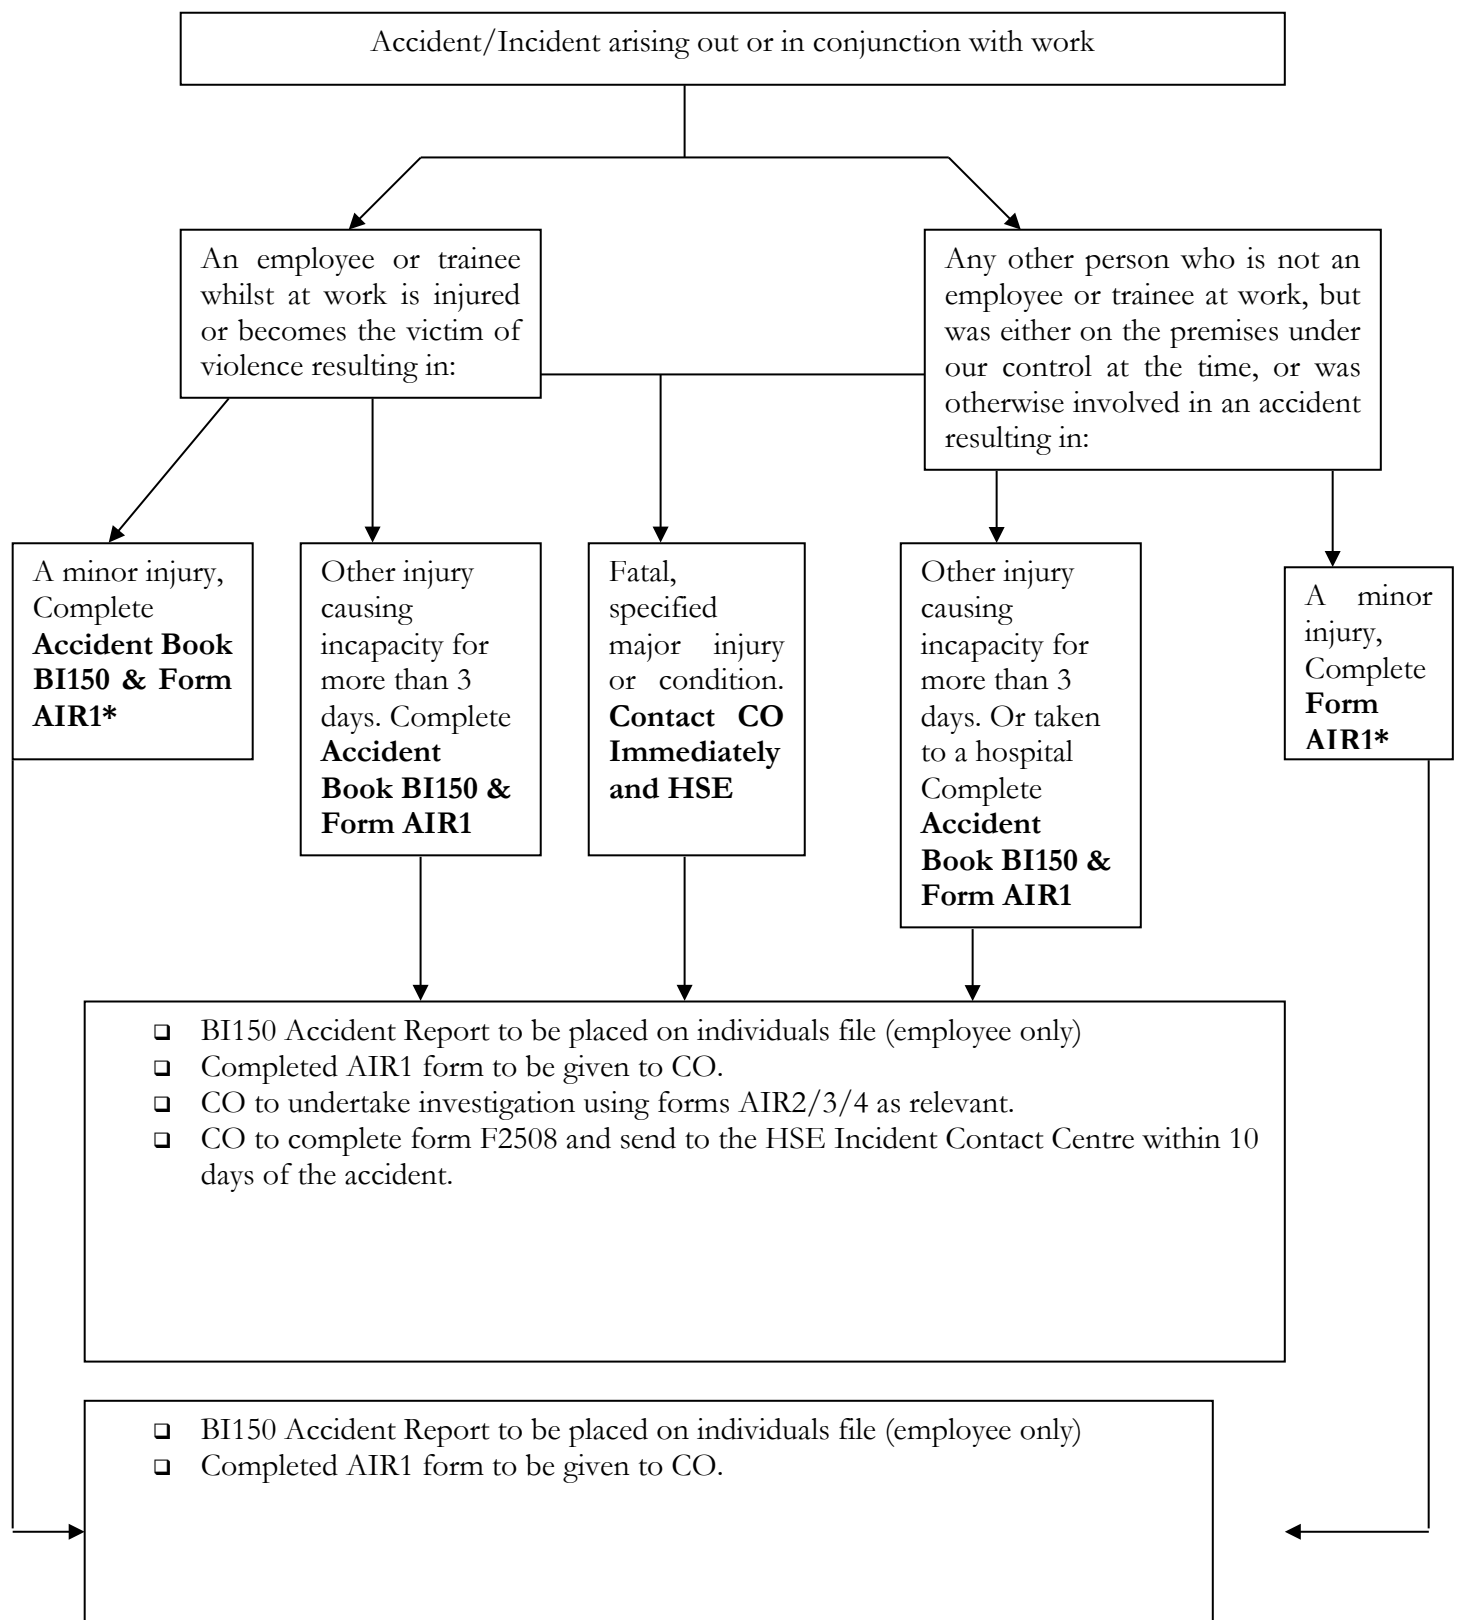 Accident/Incident arising out or in conjunction with work
An employee or trainee
whilst at work is injured
or becomes the victim of
violence resulting in:
Any other person who is not an
employee or trainee at work, but
was either on the premises under
our control at the time, or was
otherwise involved in an accident
resulting in:
A minor injury,
Complete
Accident Book
BI150 & Form
AIR1*
Other injury
causing
incapacity for
more than 3
days. Complete
Accident
Book BI150 &
Form AIR1
Fatal,
specified
major injury
or condition.
Contact CO
Immediately
and HSE
Other injury
causing
incapacity for
more than 3
days. Or taken
to a hospital
Complete
Accident
Book BI150 &
Form AIR1
A minor
injury,
Complete
Form
AIR1*
❑ BI150 Accident Report to be placed on individuals file (employee only)
❑ Completed AIR1 form to be given to CO.
❑ CO to undertake investigation using forms AIR2/3/4 as relevant.
❑ CO to complete form F2508 and send to the HSE Incident Contact Centre within 10
days of the accident.
❑ BI150 Accident Report to be placed on individuals file (employee only)
❑ Completed AIR1 form to be given to CO.